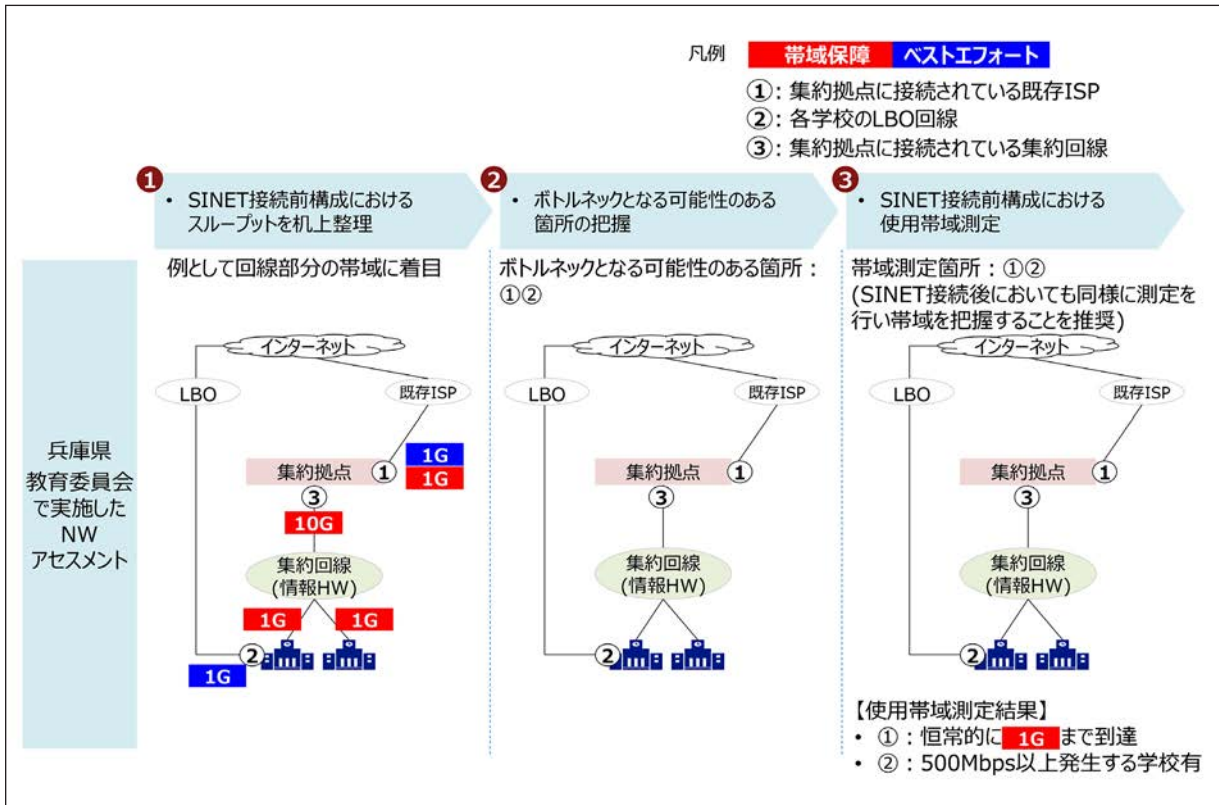 凡例 帯域保障 ベストエフォート
①：集約拠点に接続されている既存ISP
②：各学校のLBO回線
③：集約拠点に接続されている集約回線
1
• SINET接続前構成における
スループットを机上整理
2
• ボトルネックとなる可能性のある
箇所の把握
3
• SINET接続前構成における
使用帯域測定
兵庫県
教育委員会
で実施した
NW
アセスメント
例として回線部分の帯域に着目
インターネット
LBO
既存ISP
1G
1G
集約拠点
①
③
10G
集約回線
(情報HW)
1G
1G
②
1G
ボトルネックとなる可能性のある箇所：
①②
インターネット
LBO
既存ISP
集約拠点
①
③
集約回線
(情報HW)
②
帯域測定箇所：①②
(SINET接続後においても同様に測定を
行い帯域を把握することを推奨)
インターネット
LBO
既存ISP
集約拠点
①
③
集約回線
(情報HW)
②
【使用帯域測定結果】
• ①：恒常的に 1G まで到達
• ②：500Mbps以上発生する学校有